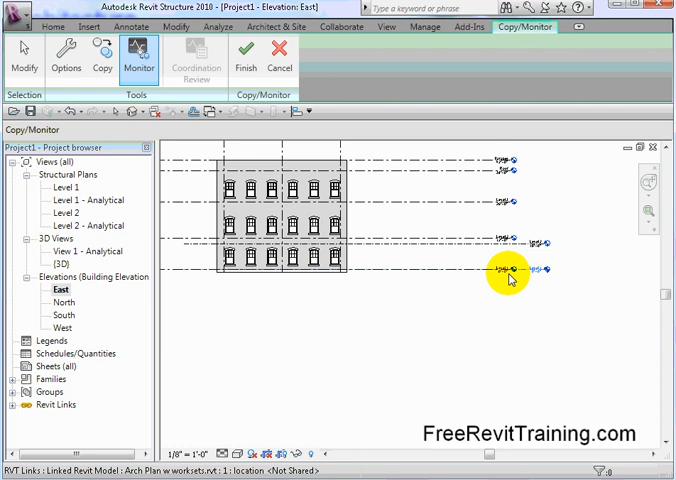 Autodesk Revit Structure 2010 - [Project1 - Elevation: East]
Type a keyword or phrase
Home Insert Annotate Modify Analyze Architect & Site Collaborate View Manage Add-Ins Copy/Monitor
Modify Options Copy Monitor Coordination Review Finish Cancel
Selection Tools Copy/Monitor
Copy/Monitor
Project1 - Project browser
Views (all)
Structural Plans
Level 1
Level 1 - Analytical
Level 2
Level 2 - Analytical
3D Views
View 1 - Analytical
{3D}
Elevations (Building Elevation
East
North
South
West
Legends
Schedules/Quantities
Sheets (all)
Families
Groups
Revit Links
FreeRevitTraining.com
1/8" = 1'-0"
RVT Links : Linked Revit Model : Arch Plan w worksets.rvt : 1 : location <Not Shared>
:0